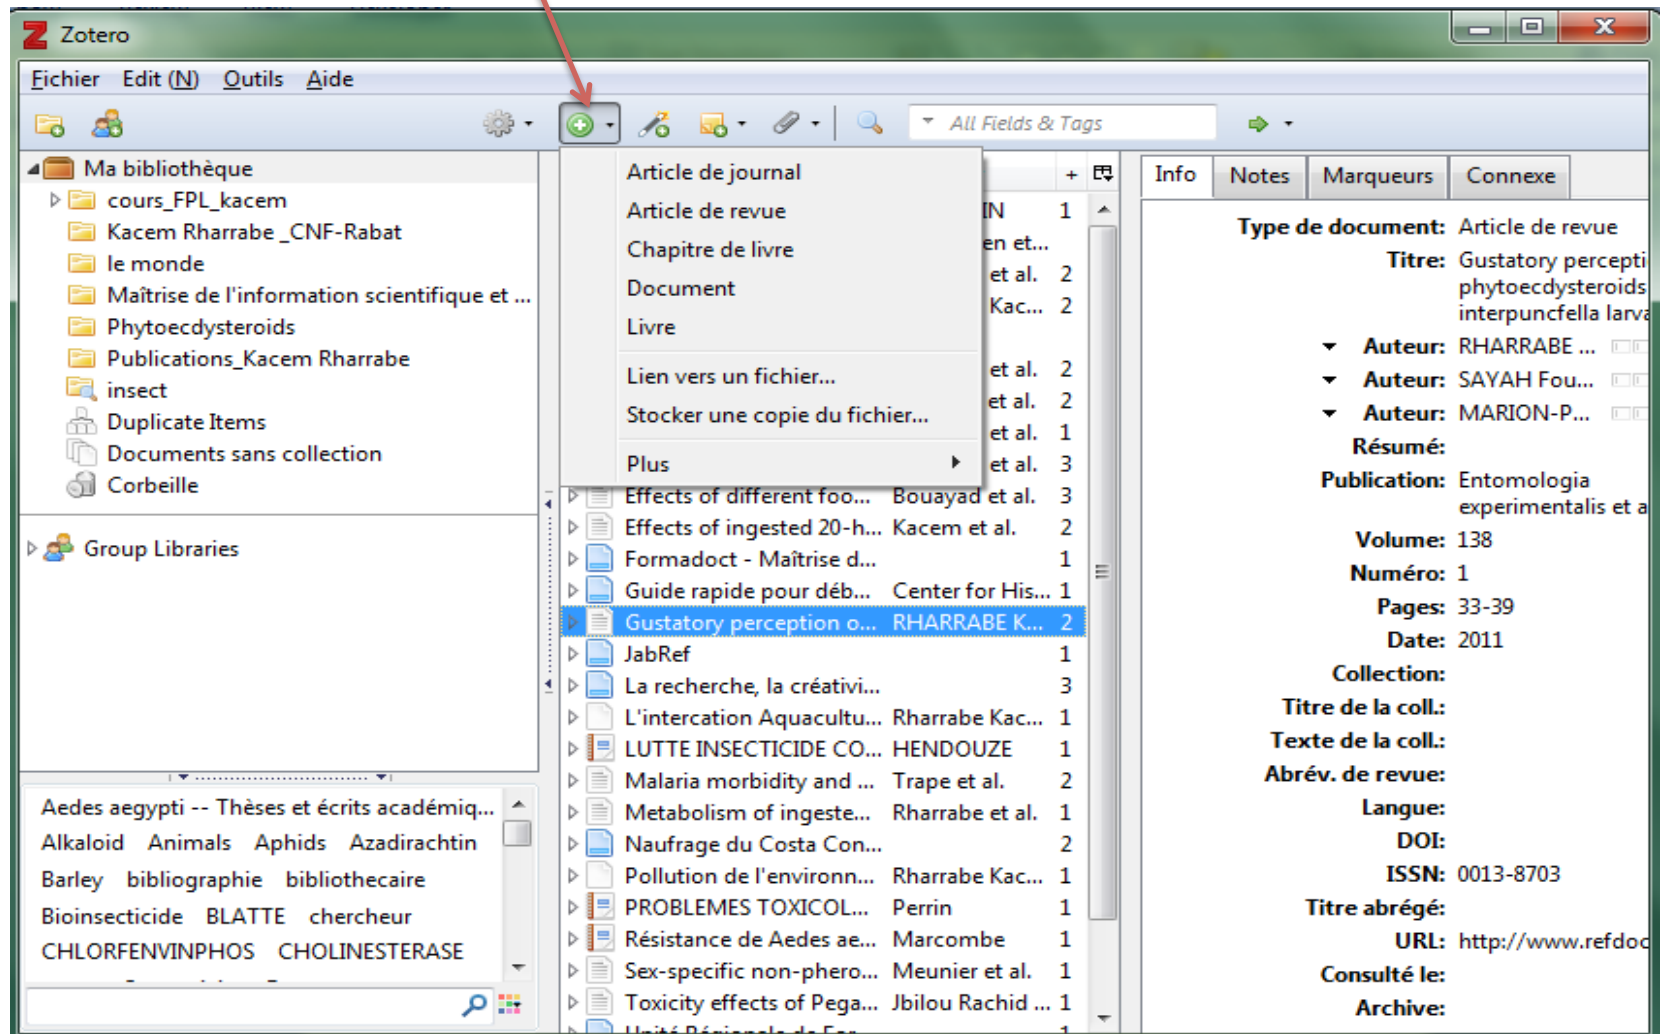 Zotero
Fichier Edit (N) Outils Aide
All Fields & Tags
Ma bibliothèque
cours_FPL_kacem
Kacem Rharrabe _CNF-Rabat
le monde
Maîtrise de l'information scientifique et ...
Phytoecdysteroids
Publications_Kacem Rharrabe
insect
Duplicate Items
Documents sans collection
Corbeille
Group Libraries
Aedes aegypti -- Thèses et écrits académiq...
Alkaloid Animals Aphids Azadirachtin
Barley bibliographie bibliothecaire
Bioinsecticide BLATTE chercheur
CHLORFENVINPHOS CHOLINESTERASE
Article de journal
Article de revue
Chapitre de livre
Document
Livre
Lien vers un fichier...
Stocker une copie du fichier...
Plus
+
IN 1
en et...
et al. 2
Kac... 2
et al. 2
et al. 2
et al. 1
et al. 3
Effects of different foo... Bouayad et al. 3
Effects of ingested 20-h... Kacem et al. 2
Formadoct - Maîtrise d... 1
Guide rapide pour déb... Center for His... 1
Gustatory perception o... RHARRABE K... 2
JabRef 1
La recherche, la créativi... 3
L'intercation Aquacultu... Rharrabe Kac... 1
LUTTE INSECTICIDE CO... HENDOUZE 1
Malaria morbidity and ... Trape et al. 2
Metabolism of ingeste... Rharrabe et al. 1
Naufrage du Costa Con... 2
Pollution de l'environn... Rharrabe Kac... 1
PROBLEMES TOXICOL... Perrin 1
Résistance de Aedes ae... Marcombe 1
Sex-specific non-phero... Meunier et al. 1
Toxicity effects of Pega... Jbilou Rachid ... 1
Info Notes Marqueurs Connexe
Type de document: Article de revue
Titre: Gustatory percepti
phytoecdysteroids
interpuncfella larva
Auteur: RHARRABE ...
Auteur: SAYAH Fou...
Auteur: MARION-P...
Résumé:
Publication: Entomologia
experimentalis et a
Volume: 138
Numéro: 1
Pages: 33-39
Date: 2011
Collection:
Titre de la coll.:
Texte de la coll.:
Abrév. de revue:
Langue:
DOI:
ISSN: 0013-8703
Titre abrégé:
URL: http://www.refdoc
Consulté le:
Archive: